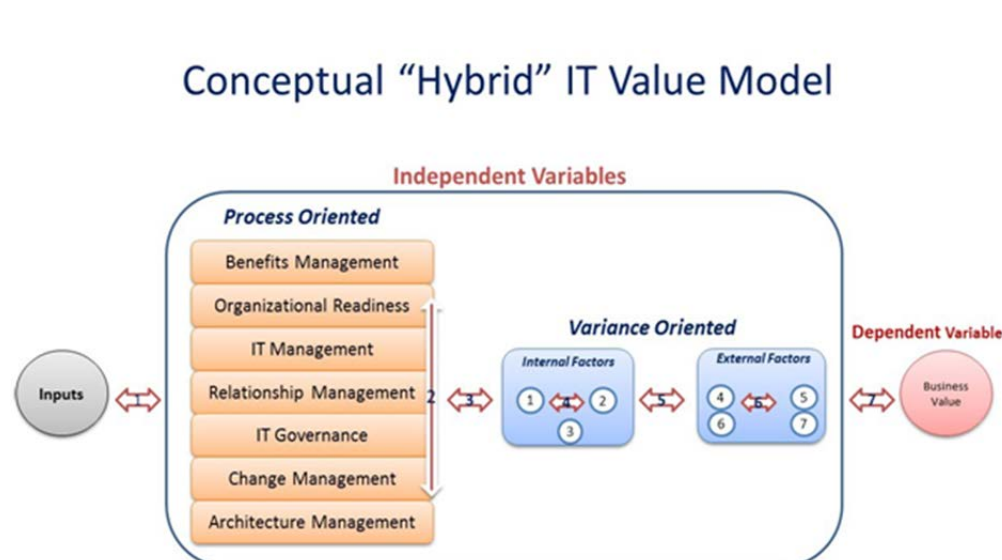 Conceptual “Hybrid” IT Value Model
Independent Variables
Process Oriented
Benefits Management
Organizational Readiness
IT Management
Relationship Management
IT Governance
Change Management
Architecture Management
Inputs
1
2
3
Variance Oriented
Internal Factors
1
4
2
3
5
External Factors
4
6
5
6
7
7
Dependent Variable
Business
Value